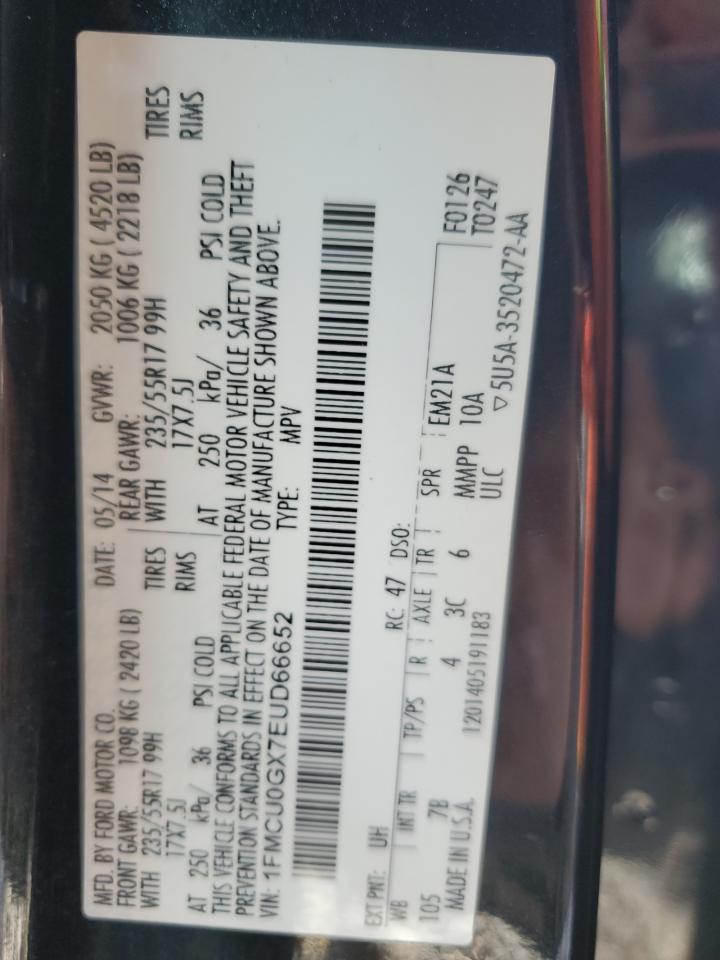 MFD. BY FORD MOTOR CO. DATE: 05/14 GVWR: 2050 KG ( 4520 LB)
FRONT GAWR: 1098 KG ( 2420 LB) REAR GAWR: 1006 KG ( 2218 LB)
WITH 235/55R17 99H TIRES WITH 235/55R17 99H TIRES
17X7.5J RIMS 17X7.5J RIMS
AT 250 kPa/ 36 PSI COLD AT 250 kPa/ 36 PSI COLD
THIS VEHICLE CONFORMS TO ALL APPLICABLE FEDERAL MOTOR VEHICLE SAFETY AND THEFT
PREVENTION STANDARDS IN EFFECT ON THE DATE OF MANUFACTURE SHOWN ABOVE.
VIN: 1FMCU0GX7EUD66652 TYPE: MPV
EXT PNT: UH RC: 47 DSO: F0126
WB INT TR TP/PS R AXLE TR SPR EM21A T0247
105 7B 4 3C 6 MMPP 10A
MADE IN U.S.A. 1201405191183 ULC ▽5U5A-3520472-AA